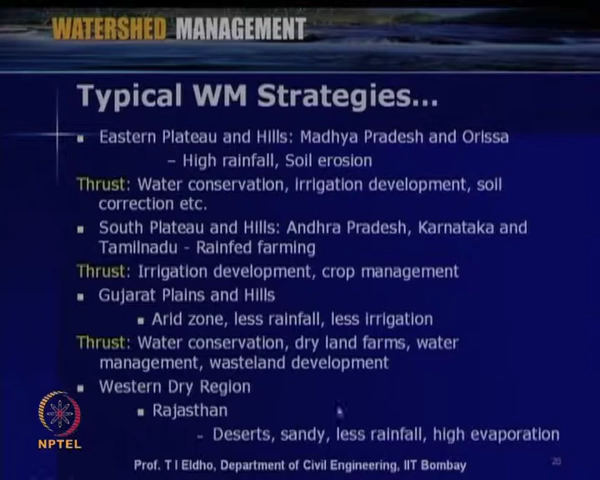 WATERSHED MANAGEMENT
Typical WM Strategies...
▪ Eastern Plateau and Hills: Madhya Pradesh and Orissa
– High rainfall, Soil erosion
Thrust: Water conservation, irrigation development, soil
correction etc.
▪ South Plateau and Hills: Andhra Pradesh, Karnataka and
Tamilnadu - Rainfed farming
Thrust: Irrigation development, crop management
▪ Gujarat Plains and Hills
▪ Arid zone, less rainfall, less irrigation
Thrust: Water conservation, dry land farms, water
management, wasteland development
▪ Western Dry Region
▪ Rajasthan
– Deserts, sandy, less rainfall, high evaporation
NPTEL
Prof. T I Eldho, Department of Civil Engineering, IIT Bombay
20